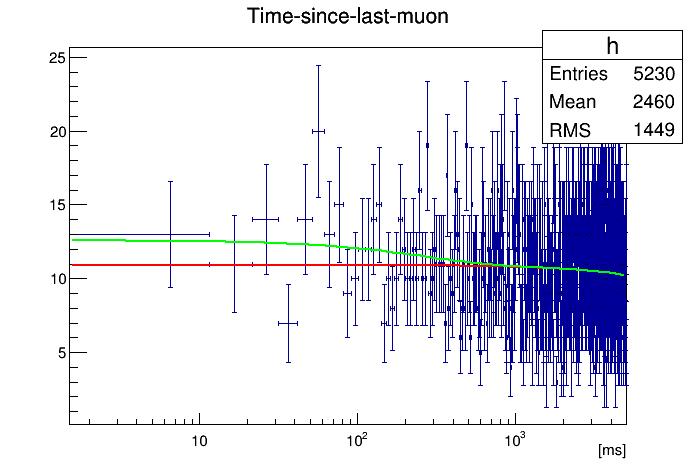 Time-since-last-muon
h
Entries 5230
Mean 2460
RMS 1449
25
20
15
10
5
10
10²
10³
[ms]